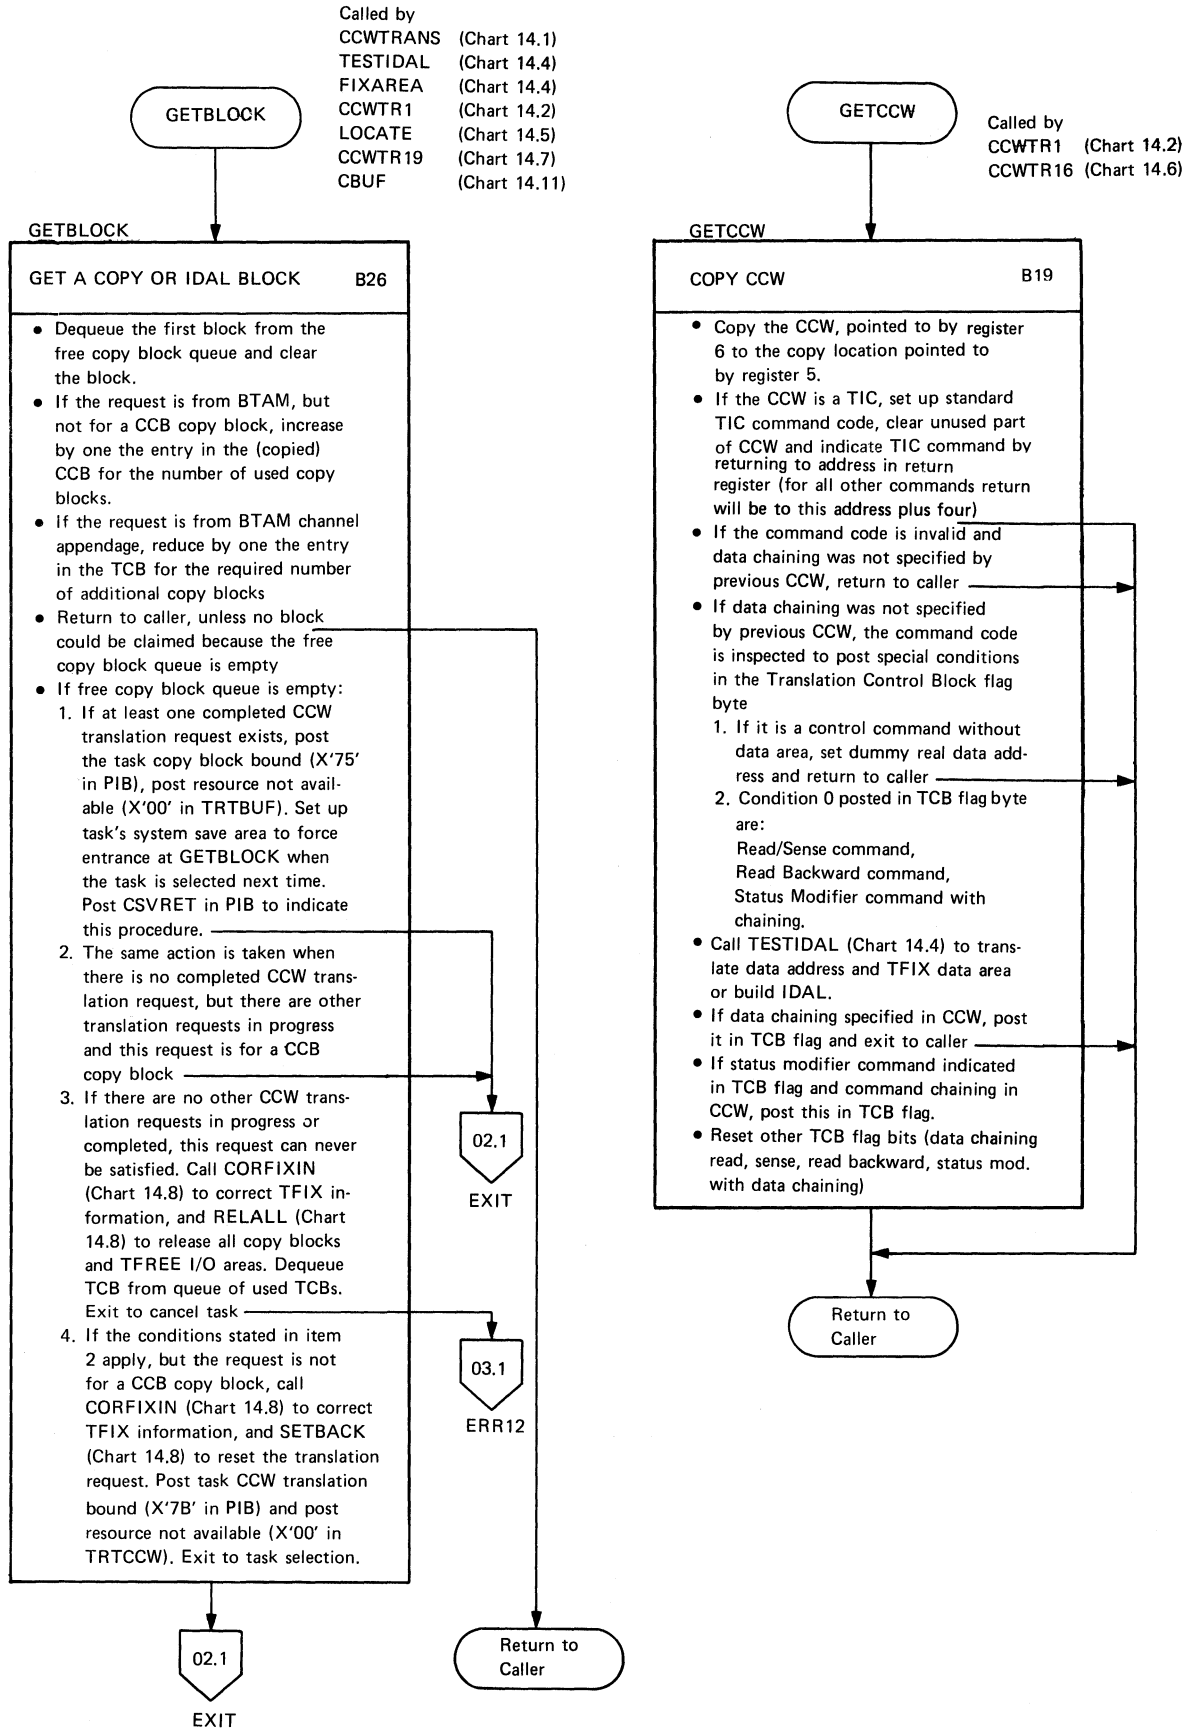 Called by
CCWTRANS (Chart 14.1)
TESTIDAL (Chart 14.4)
FIXAREA (Chart 14.4)
CCWTR1 (Chart 14.2)
LOCATE (Chart 14.5)
CCWTR19 (Chart 14.7)
CBUF (Chart 14.11)
GETBLOCK
GETBLOCK
GET A COPY OR IDAL BLOCK B26
• Dequeue the first block from the
free copy block queue and clear
the block.
• If the request is from BTAM, but
not for a CCB copy block, increase
by one the entry in the (copied)
CCB for the number of used copy
blocks.
• If the request is from BTAM channel
appendage, reduce by one the entry
in the TCB for the required number
of additional copy blocks
• Return to caller, unless no block
could be claimed because the free
copy block queue is empty
• If free copy block queue is empty:
1. If at least one completed CCW
translation request exists, post
the task copy block bound (X'75'
in PIB), post resource not avail-
able (X'00' in TRTBUF). Set up
task's system save area to force
entrance at GETBLOCK when
the task is selected next time.
Post CSVRET in PIB to indicate
this procedure.
2. The same action is taken when
there is no completed CCW trans-
lation request, but there are other
translation requests in progress
and this request is for a CCB
copy block
3. If there are no other CCW trans-
lation requests in progress or
completed, this request can never
be satisfied. Call CORFIXIN
(Chart 14.8) to correct TFIX in-
formation, and RELALL (Chart
14.8) to release all copy blocks
and TFREE I/O areas. Dequeue
TCB from queue of used TCBs.
Exit to cancel task
4. If the conditions stated in item
2 apply, but the request is not
for a CCB copy block, call
CORFIXIN (Chart 14.8) to correct
TFIX information, and SETBACK
(Chart 14.8) to reset the translation
request. Post task CCW translation
bound (X'7B' in PIB) and post
resource not available (X'00' in
TRTCCW). Exit to task selection.
02.1
EXIT
03.1
ERR12
02.1
EXIT
Return to
Caller
GETCCW
Called by
CCWTR1 (Chart 14.2)
CCWTR16 (Chart 14.6)
GETCCW
COPY CCW B19
• Copy the CCW, pointed to by register
6 to the copy location pointed to
by register 5.
• If the CCW is a TIC, set up standard
TIC command code, clear unused part
of CCW and indicate TIC command by
returning to address in return
register (for all other commands return
will be to this address plus four)
• If the command code is invalid and
data chaining was not specified by
previous CCW, return to caller
• If data chaining was not specified
by previous CCW, the command code
is inspected to post special conditions
in the Translation Control Block flag
byte
1. If it is a control command without
data area, set dummy real data add-
ress and return to caller
2. Condition 0 posted in TCB flag byte
are:
Read/Sense command,
Read Backward command,
Status Modifier command with
chaining.
• Call TESTIDAL (Chart 14.4) to trans-
late data address and TFIX data area
or build IDAL.
• If data chaining specified in CCW, post
it in TCB flag and exit to caller
• If status modifier command indicated
in TCB flag and command chaining in
CCW, post this in TCB flag.
• Reset other TCB flag bits (data chaining
read, sense, read backward, status mod.
with data chaining)
Return to
Caller